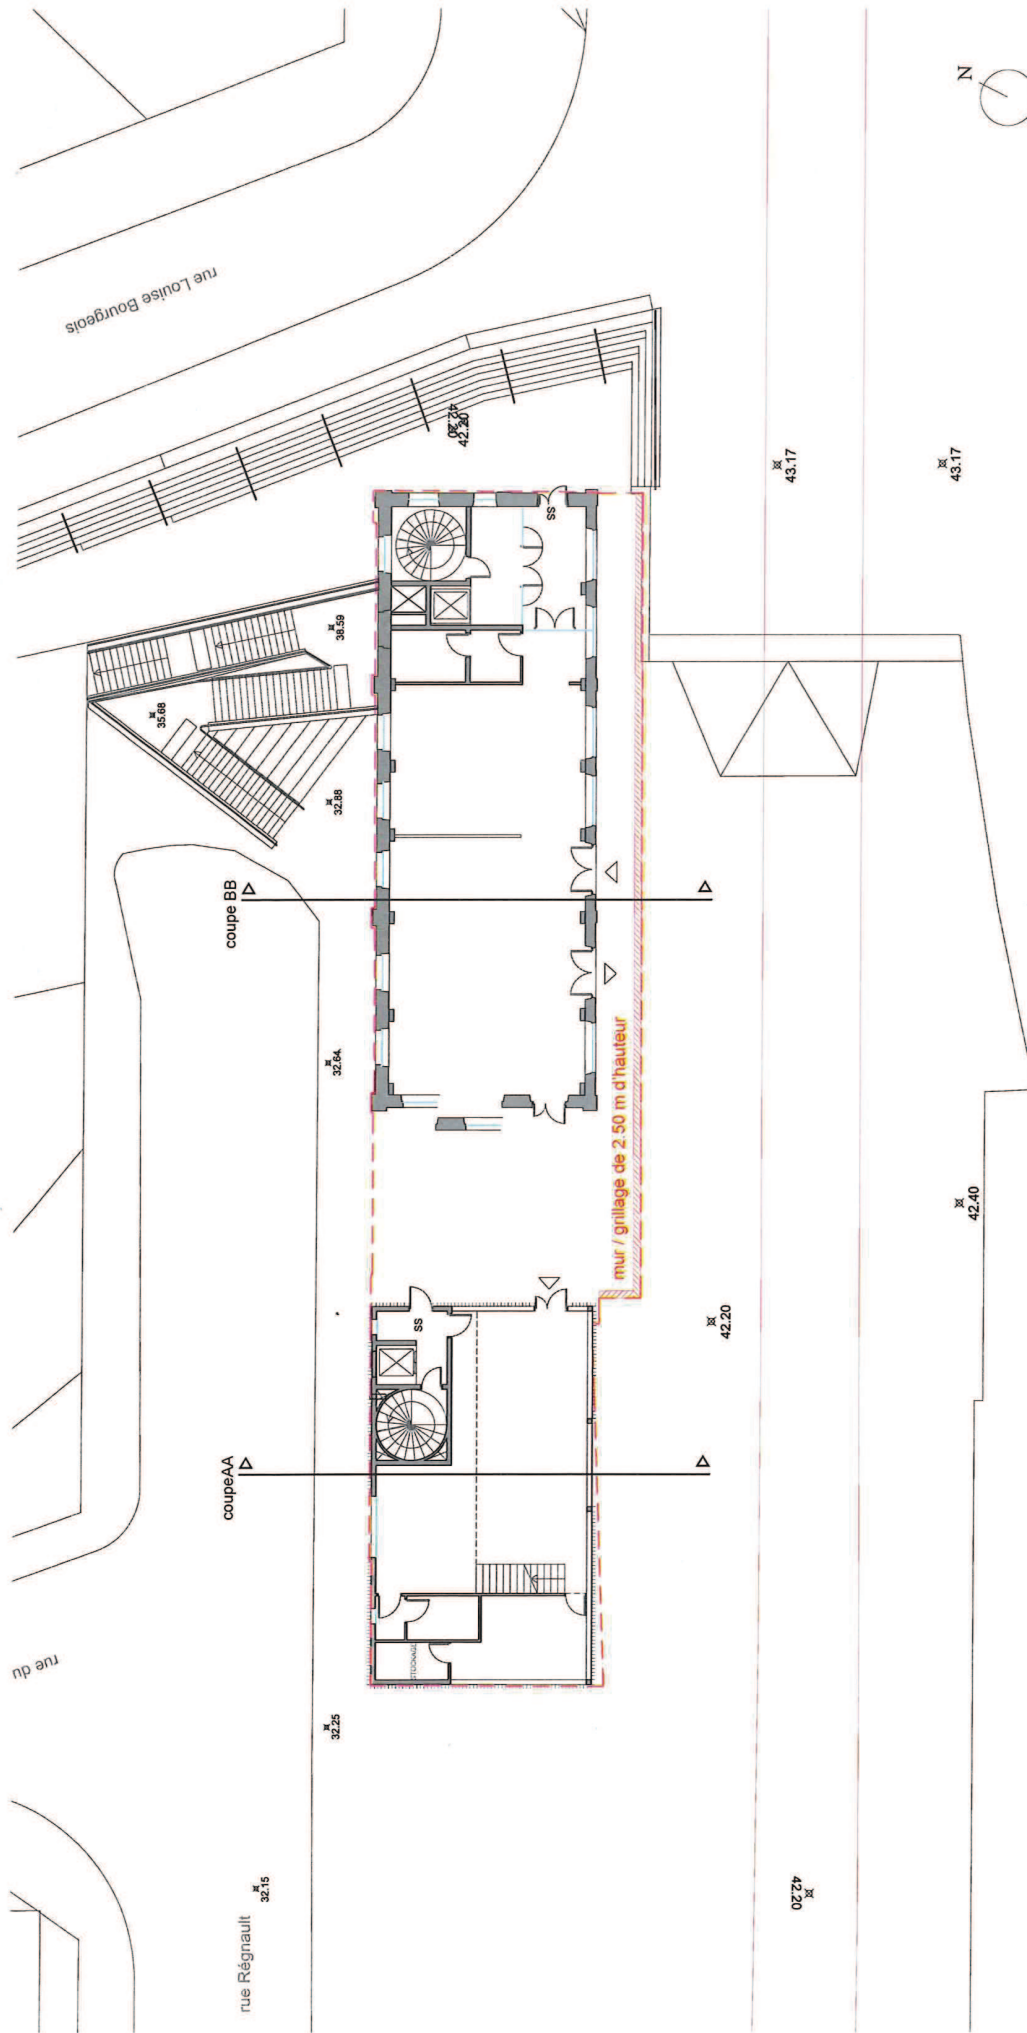 N
rue Louise Bourgeois
42.20
42.20
43.17
43.17
SS
38.59
35.68
32.88
coupe BB
32.64
mur / grillage de 2.50 m d'hauteur
42.40
SS
42.20
coupeAA
STOCKAGE
rue du
32.25
32.15
rue Régnault
42.20